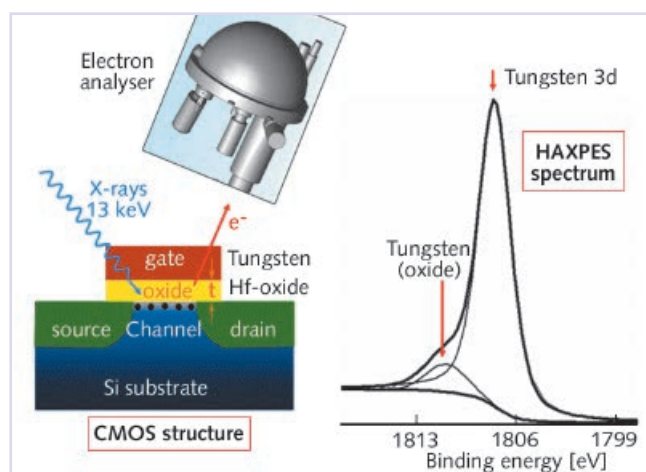 Electron
analyser
X-rays
13 keV
e-
gate
Tungsten
oxide
t
Hf-oxide
source
Channel
drain
Si substrate
CMOS structure
Tungsten 3d
HAXPES
spectrum
Tungsten
(oxide)
1813
1806
1799
Binding energy [eV]